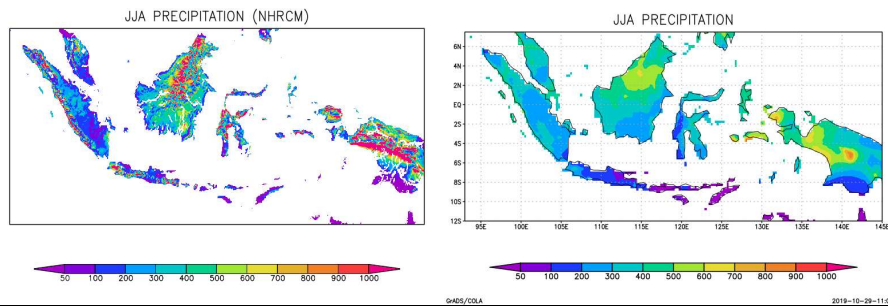 JJA PRECIPITATION (NHRCM)
50 100 200 300 400 500 600 700 800 900 1000
JJA PRECIPITATION
6N
4N
2N
EQ
2S
4S
6S
8S
10S
12S
95E 100E 105E 110E 115E 120E 125E 130E 135E 140E 145E
50 100 200 300 400 500 600 700 800 900 1000
GrADS/COLA
2019-10-29-11: